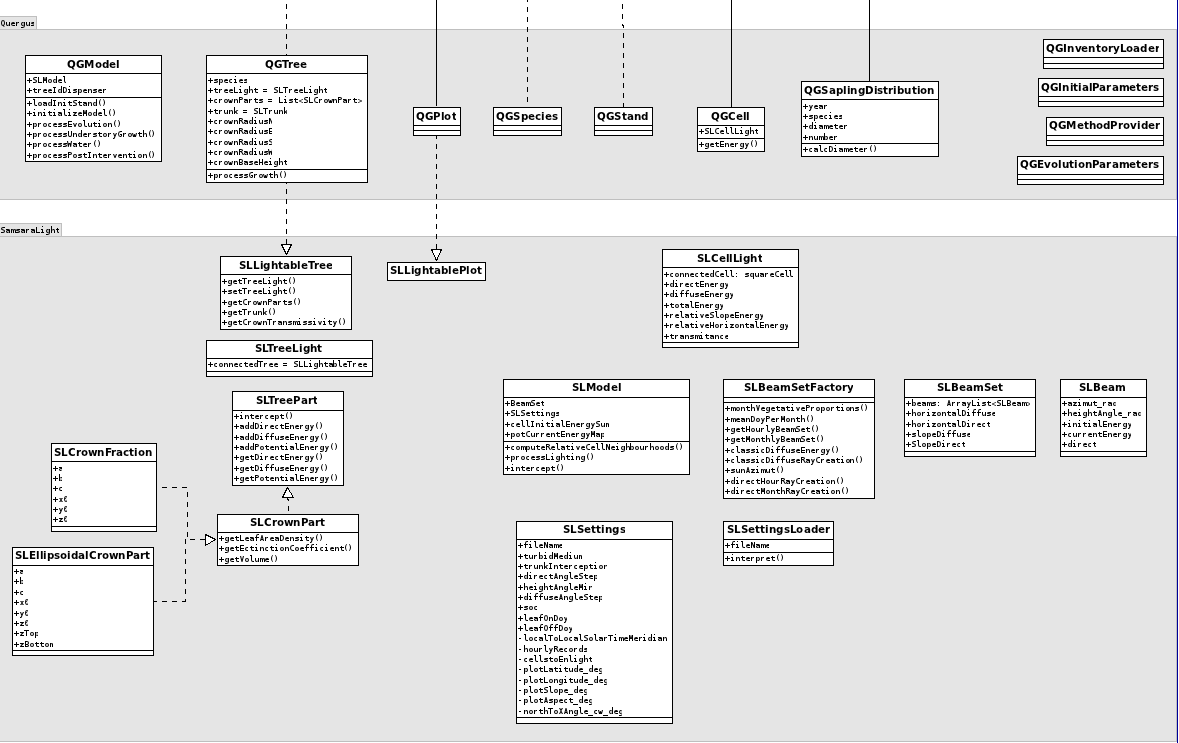 Quergus
QGModel
+SLModel
+treeIdDispenser
+loadInitStand()
+initializeModel()
+processEvolution()
+processUnderstoryGrowth()
+processWater()
+processPostIntervention()
QGTree
+species
+treeLight = SLTreeLight
+crownParts = List<SLCrownPart>
+trunk = SLTrunk
+crownRadiusN
+crownRadiusE
+crownRadiusS
+crownRadiusW
+crownBaseHeight
+processGrowth()
QGPlot
QGSpecies
QGStand
QGCell
+SLCellLight
+getEnergy()
QGSaplingDistribution
+year
+species
+diameter
+number
+calcDiameter()
QGInventoryLoader
QGInitialParameters
QGMethodProvider
QGEvolutionParameters
SamsaraLight
SLLightableTree
+getTreeLight()
+setTreeLight()
+getCrownParts()
+getTrunk()
+getCrownTransmissivity()
SLLightablePlot
SLCellLight
+connectedCell: squareCell
+directEnergy
+diffuseEnergy
+totalEnergy
+relativeSlopeEnergy
+relativeHorizontalEnergy
+transmitance
SLTreeLight
+connectedTree = SLLightableTree
SLTreePart
+intercept()
+addDirectEnergy()
+addDiffuseEnergy()
+addPotentialEnergy()
+getDirectEnergy()
+getDiffuseEnergy()
+getPotentialEnergy()
SLModel
+BeamSet
+SLSettings
+cellInitialEnergySum
+potCurrentEnergyMap
+computeRelativeCellNeighbourhoods()
+processLighting()
+intercept()
SLBeamSetFactory
+monthVegetativeProportions()
+meanDoyPerMonth()
+getHourlyBeamSet()
+getMonthlyBeamSet()
+classicDiffuseEnergy()
+classicDiffuseRayCreation()
+sunAzimut()
+directHourRayCreation()
+directMonthRayCreation()
SLBeamSet
+beams: ArrayList<SLBeam>
+horizontalDiffuse
+horizontalDirect
+slopeDiffuse
+SlopeDirect
SLBeam
+azimut_rad
+heightAngle_rad
+initialEnergy
+currentEnergy
+direct
SLCrownFraction
+a
+b
+c
+x0
+y0
+z0
SLCrownPart
+getLeafAreaDensity()
+getEctinctionCoefficient()
+getVolume()
SLEllipsoidalCrownPart
+a
+b
+c
+x0
+y0
+z0
+zTop
+zBottom
SLSettings
+fileName
+turbidMedium
+trunkInterception
+directAngleStep
+heightAngleMin
+diffuseAngleStep
+soc
+leafOnDoy
+leafOffDoy
-localToLocalSolarTimeMeridian
-hourlyRecords
-cellstoEnlight
-plotLatitude_deg
-plotLongitude_deg
-plotSlope_deg
-plotAspect_deg
-northToXAngle_cw_deg
SLSettingsLoader
+fileName
+interpret()